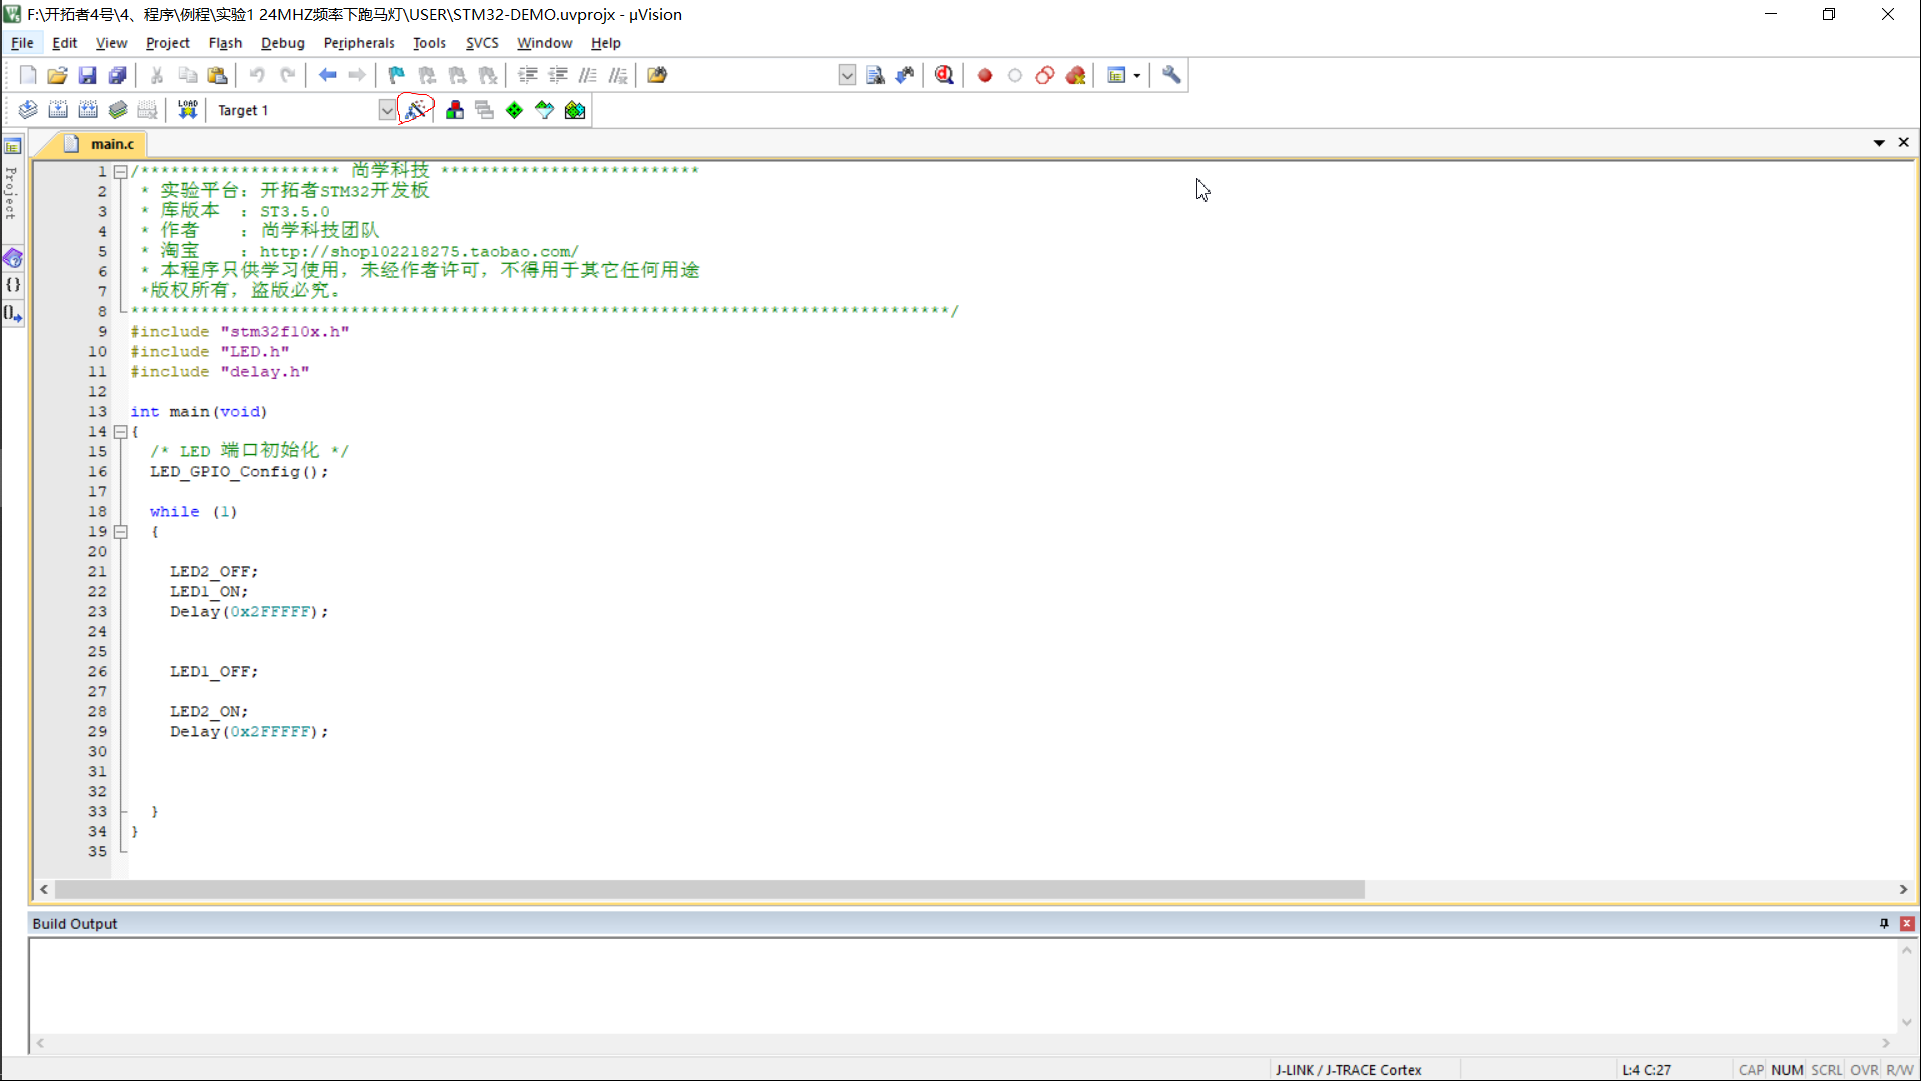 F:\开拓者4号\4、程序\例程\实验1 24MHZ频率下跑马灯\USER\STM32-DEMO.uvprojx - µVision
File Edit View Project Flash Debug Peripherals Tools SVCS Window Help
LOAD Target 1
main.c
Project
1 /******************** 尚学科技 **************************
2 * 实验平台：开拓者STM32开发板
3 * 库版本 ：ST3.5.0
4 * 作者 ：尚学科技团队
5 * 淘宝 ：http://shop102218275.taobao.com/
6 * 本程序只供学习使用，未经作者许可，不得用于其它任何用途
7 *版权所有，盗版必究。
8 **********************************************************************************/
9 #include "stm32f10x.h"
10 #include "LED.h"
11 #include "delay.h"
12
13 int main(void)
14 {
15 /* LED 端口初始化 */
16 LED_GPIO_Config();
17
18 while (1)
19 {
20
21 LED2_OFF;
22 LED1_ON;
23 Delay(0x2FFFFF);
24
25
26 LED1_OFF;
27
28 LED2_ON;
29 Delay(0x2FFFFF);
30
31
32
33 }
34 }
35
Build Output
J-LINK / J-TRACE Cortex L:4 C:27 CAP NUM SCRL OVR R/W